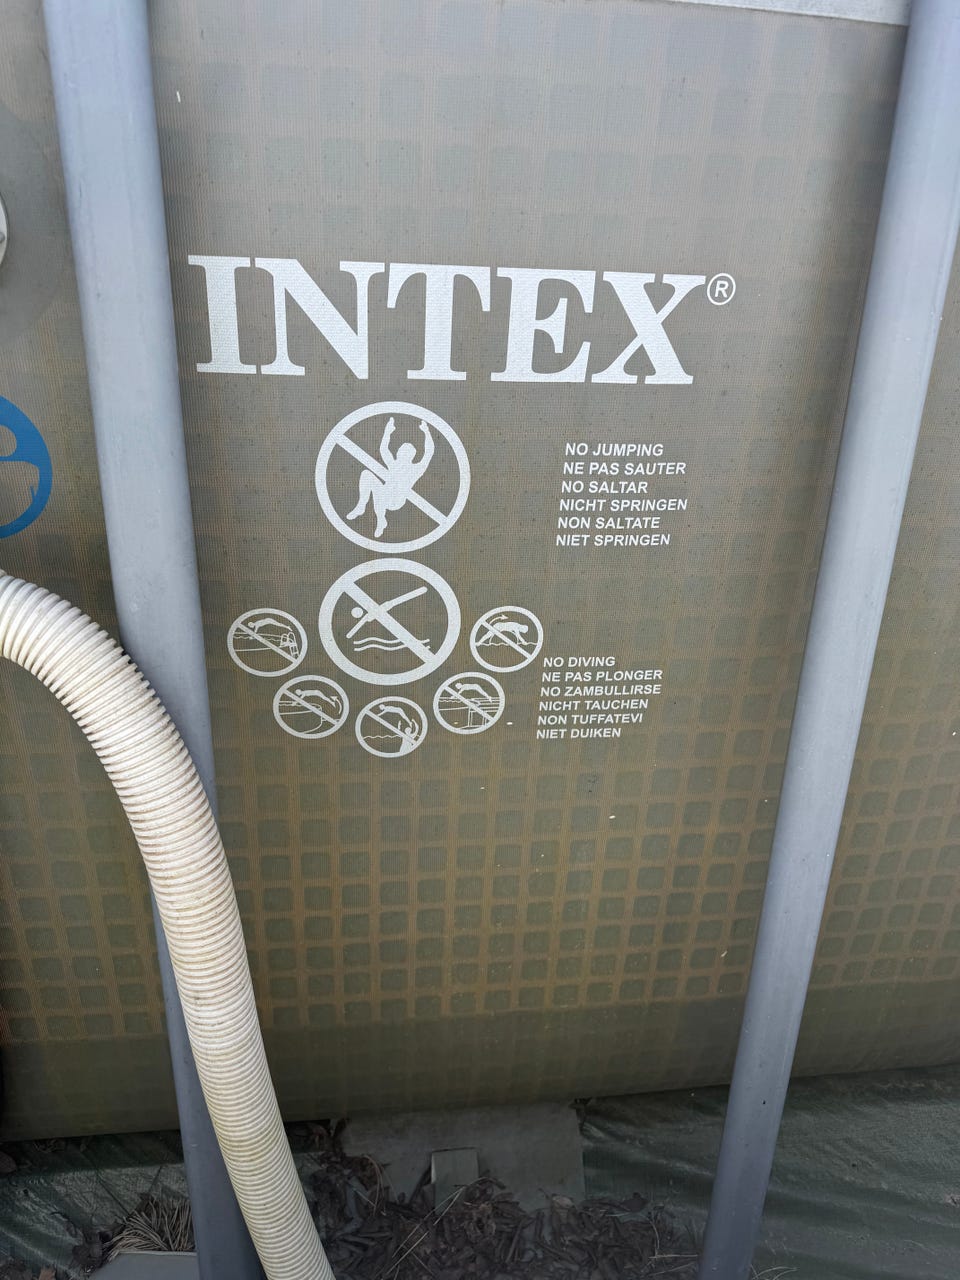 INTEX®
NO JUMPING
NE PAS SAUTER
NO SALTAR
NICHT SPRINGEN
NON SALTATE
NIET SPRINGEN
NO DIVING
NE PAS PLONGER
NO ZAMBULLIRSE
NICHT TAUCHEN
NON TUFFATEVI
NIET DUIKEN